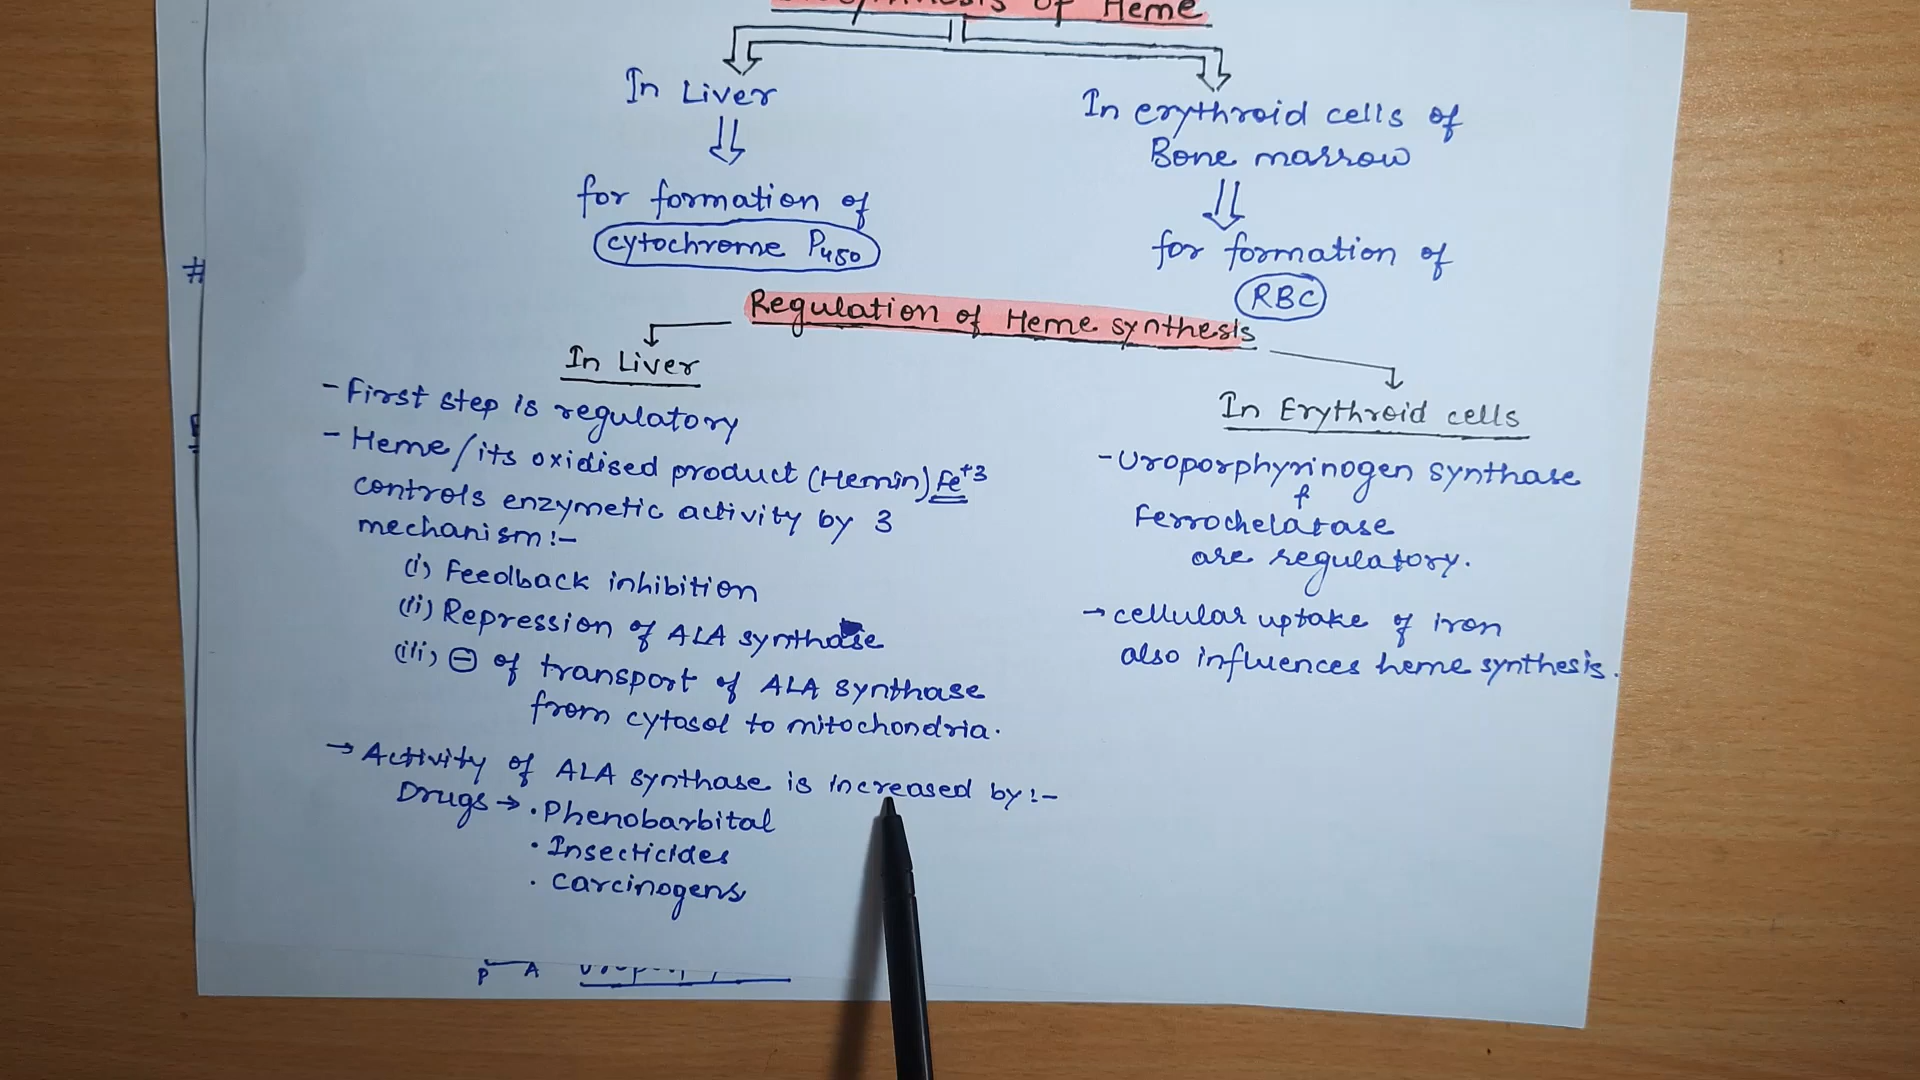 of Heme
In Liver
In erythroid cells of
Bone marrow
for formation of
cytochrome P450
for formation of
RBC
Regulation of Heme synthesis
In Liver
- First step is regulatory
- Heme/its oxidised product (Hemin) Fe+3
controls enzymetic activity by 3
mechanism:-
(i) Feedback inhibition
(ii) Repression of ALA synthase
(iii) ⊖ of transport of ALA synthase
from cytosol to mitochondria.
→ Activity of ALA synthase is increased by:-
Drugs → • Phenobarbital
• Insecticides
• Carcinogens
In Erythroid cells
- Uroporphyrinogen synthase
&
Ferrochelatase
are regulatory.
→ cellular uptake of iron
also influences heme synthesis.
#
P A